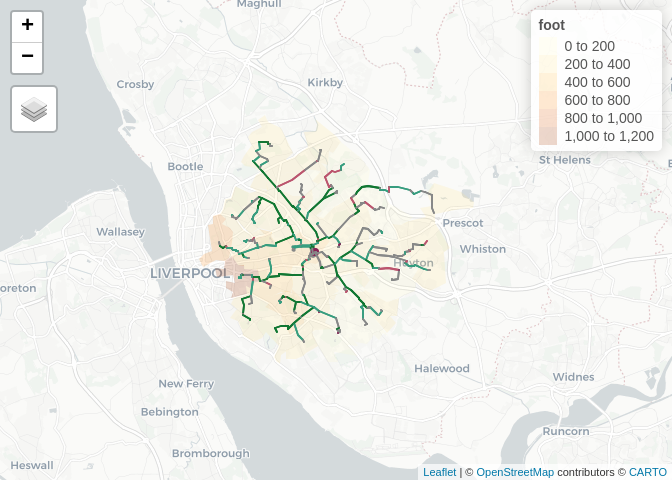 Maghull
+
−
foot
0 to 200
200 to 400
400 to 600
600 to 800
800 to 1,000
1,000 to 1,200
Crosby
Kirkby
St Helens
Bootle
Prescot
Wallasey
Whiston
Huyton
LIVERPOOL
oreton
Halewood
New Ferry
Widnes
Bebington
Runcorn
Bromborough
Heswall
Leaflet | © OpenStreetMap contributors © CARTO